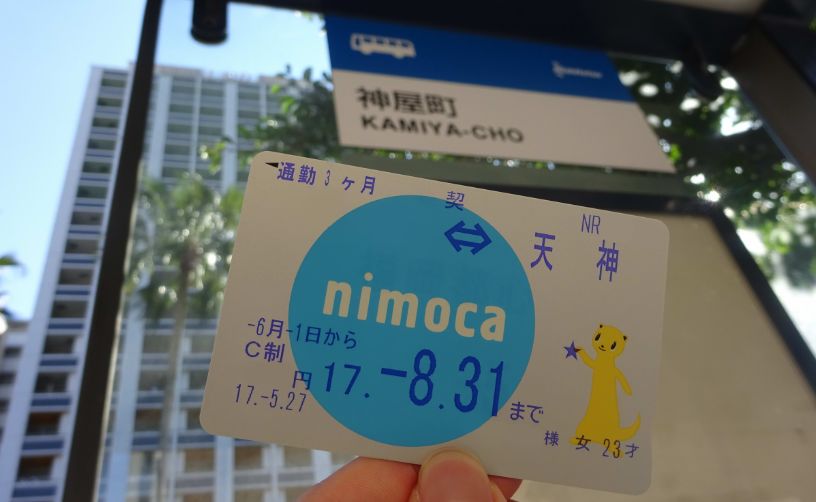 神屋町
KAMIYA-CHO
通勤 3 ヶ月
契
NR
⇔ 天 神
nimoca
-6月-1日から
C制
円 17.-8.31 まで
17.-5.27
様 女 23才